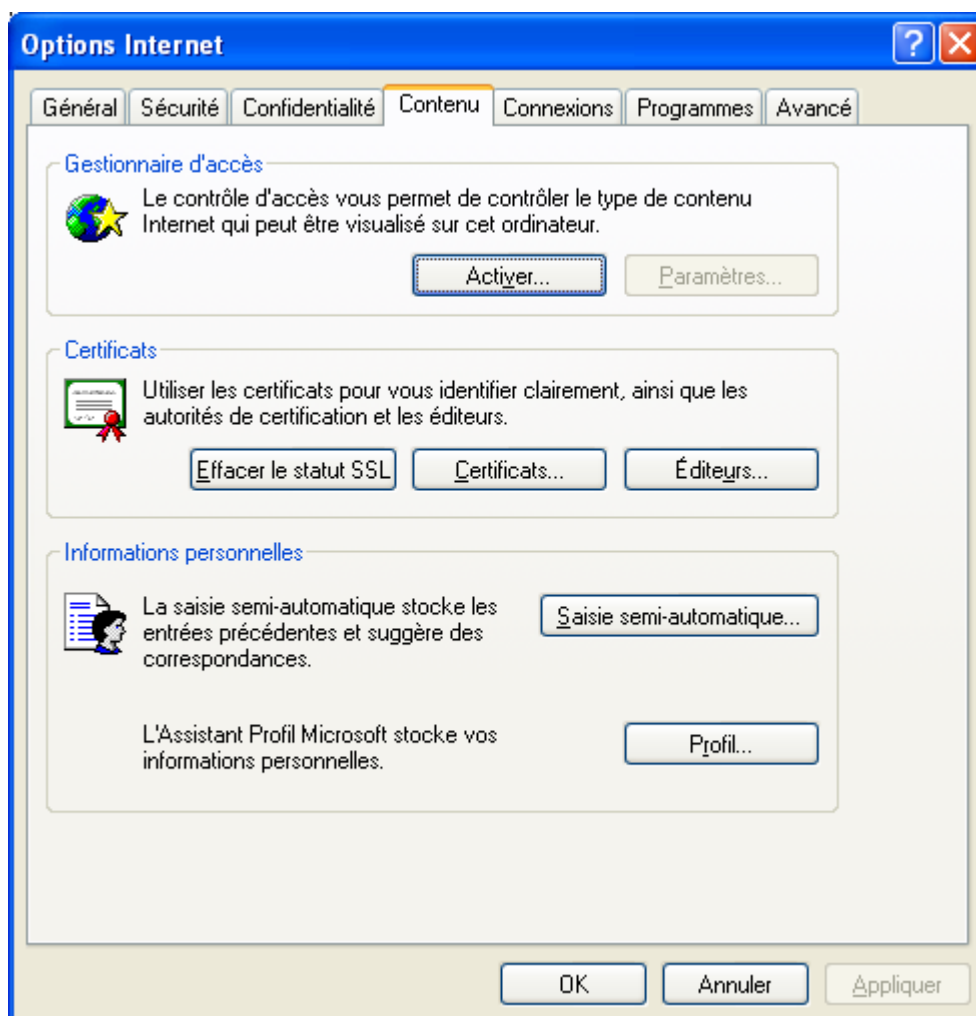 Options Internet
Général Sécurité Confidentialité Contenu Connexions Programmes Avancé
Gestionnaire d'accès
Le contrôle d'accès vous permet de contrôler le type de contenu
Internet qui peut être visualisé sur cet ordinateur.
Activer... Paramètres...
Certificats
Utiliser les certificats pour vous identifier clairement, ainsi que les
autorités de certification et les éditeurs.
Effacer le statut SSL Certificats... Éditeurs...
Informations personnelles
La saisie semi-automatique stocke les
entrées précédentes et suggère des
correspondances.
Saisie semi-automatique...
L'Assistant Profil Microsoft stocke vos
informations personnelles.
Profil...
OK Annuler Appliquer